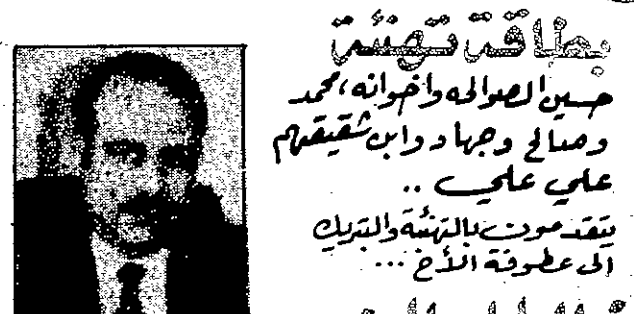 بطاقة تهنئة
حسين الصوالحه واخوانه، محمد
وصالح وجهاد وابن شقيقهم
علي علي ..
يتقدمون بالتهنئة والتبريك
الى عطوفة الأخ ...